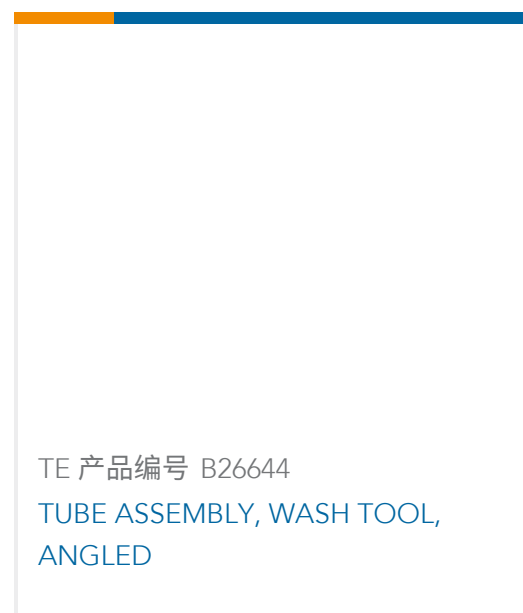 TE 产品编号 B26644
TUBE ASSEMBLY, WASH TOOL,
ANGLED